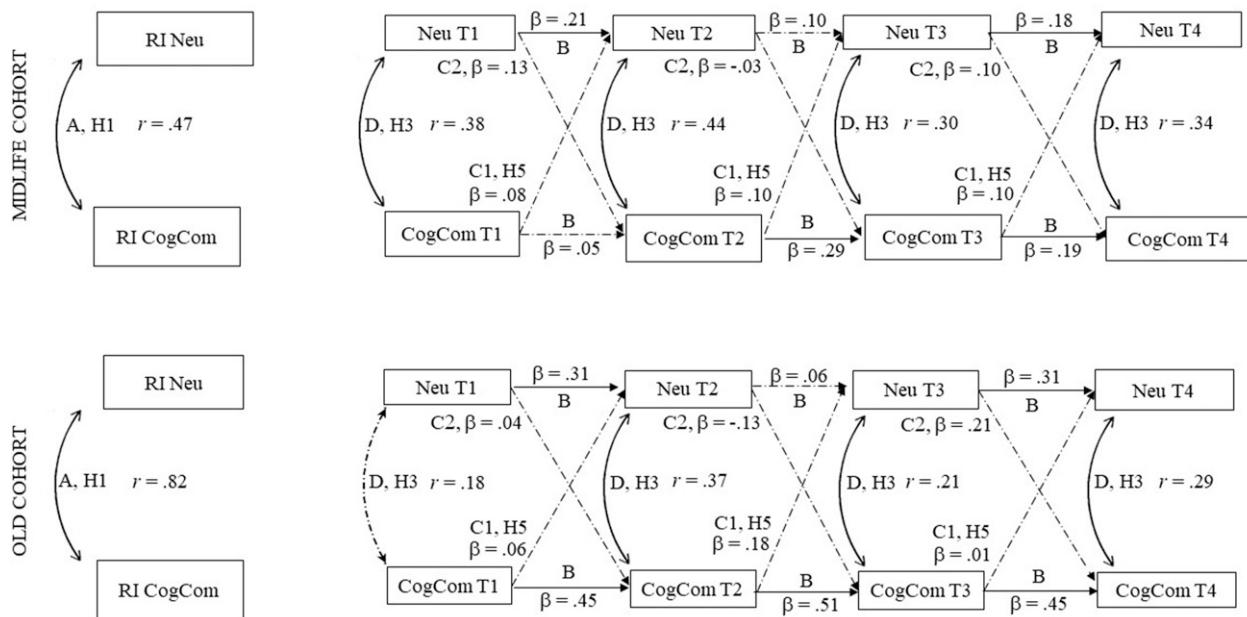 MIDLIFE COHORT
RI Neu
A, H1 r = .47
RI CogCom
Neu T1
β = .21
B
Neu T2
β = .10
B
Neu T3
β = .18
B
Neu T4
C2, β = .13
C2, β = -.03
C2, β = .10
D, H3 r = .38
D, H3 r = .44
D, H3 r = .30
D, H3 r = .34
C1, H5
β = .08
C1, H5
β = .10
C1, H5
β = .10
CogCom T1
B
β = .05
CogCom T2
B
β = .29
CogCom T3
B
β = .19
CogCom T4
OLD COHORT
RI Neu
A, H1 r = .82
RI CogCom
Neu T1
β = .31
B
Neu T2
β = .06
B
Neu T3
β = .31
B
Neu T4
C2, β = .04
C2, β = -.13
C2, β = .21
D, H3 r = .18
D, H3 r = .37
D, H3 r = .21
D, H3 r = .29
C1, H5
β = .06
C1, H5
β = .18
C1, H5
β = .01
CogCom T1
B
β = .45
CogCom T2
B
β = .51
CogCom T3
B
β = .45
CogCom T4